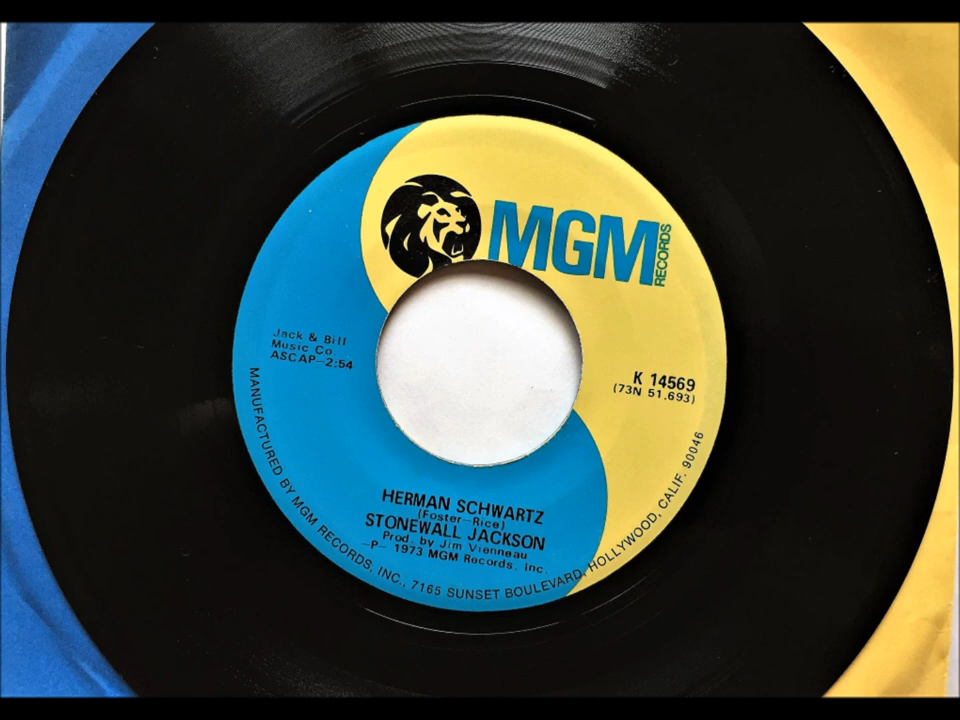 MGM
RECORDS
Jack & Bill
Music Co.
ASCAP—2:54
K 14569
(73N 51,693)
HERMAN SCHWARTZ
(Foster—Rice)
STONEWALL JACKSON
Prod. by Jim Vienneau
—P— 1973 MGM Records, Inc.
MANUFACTURED BY MGM RECORDS, INC., 7165 SUNSET BOULEVARD, HOLLYWOOD, CALIF. 90046